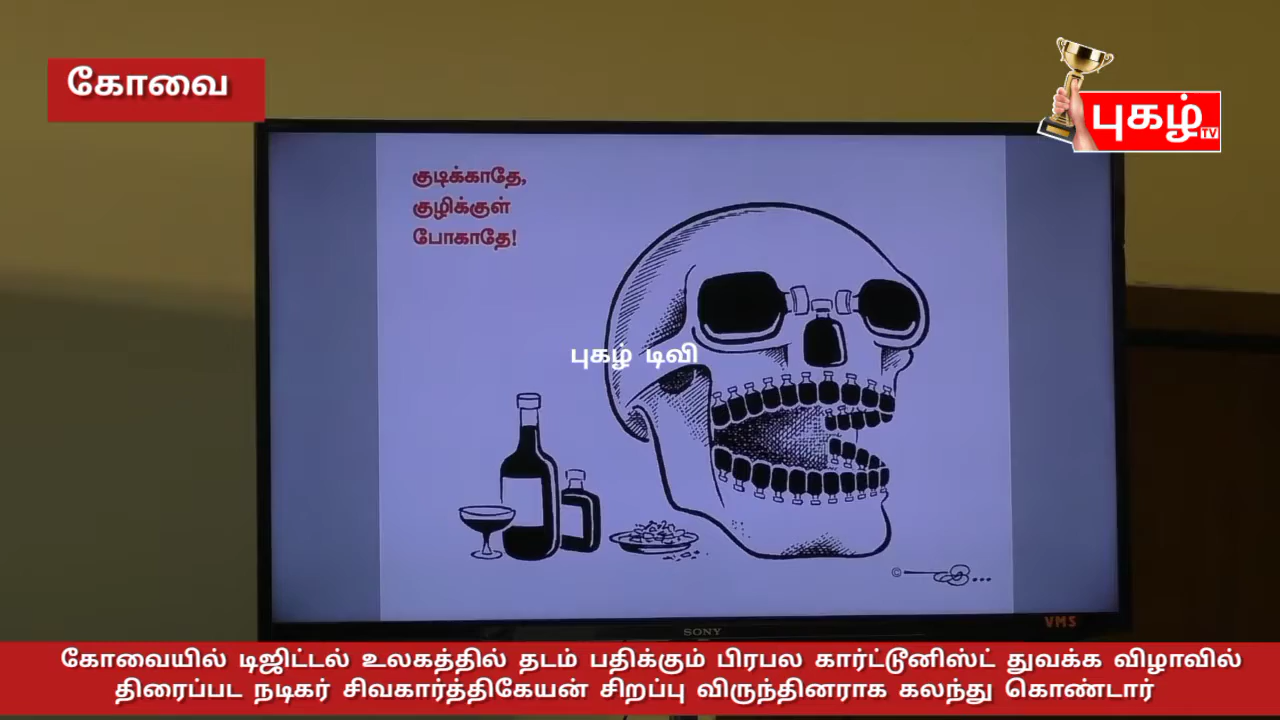 கோவை
புகழ்
TV
குடிக்காதே,
குழிக்குள்
போகாதே!
புகழ் டிவி
©
SONY
VMS
கோவையில் டிஜிட்டல் உலகத்தில் தடம் பதிக்கும் பிரபல கார்ட்டூனிஸ்ட் துவக்க விழாவில்
திரைப்பட நடிகர் சிவகார்த்திகேயன் சிறப்பு விருந்தினராக கலந்து கொண்டார்